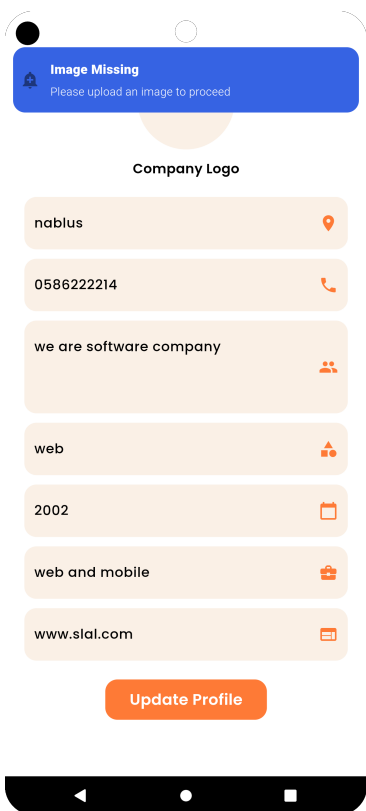 Image Missing
Please upload an image to proceed
Company Logo
nablus
0586222214
we are software company
web
2002
web and mobile
www.slal.com
Update Profile